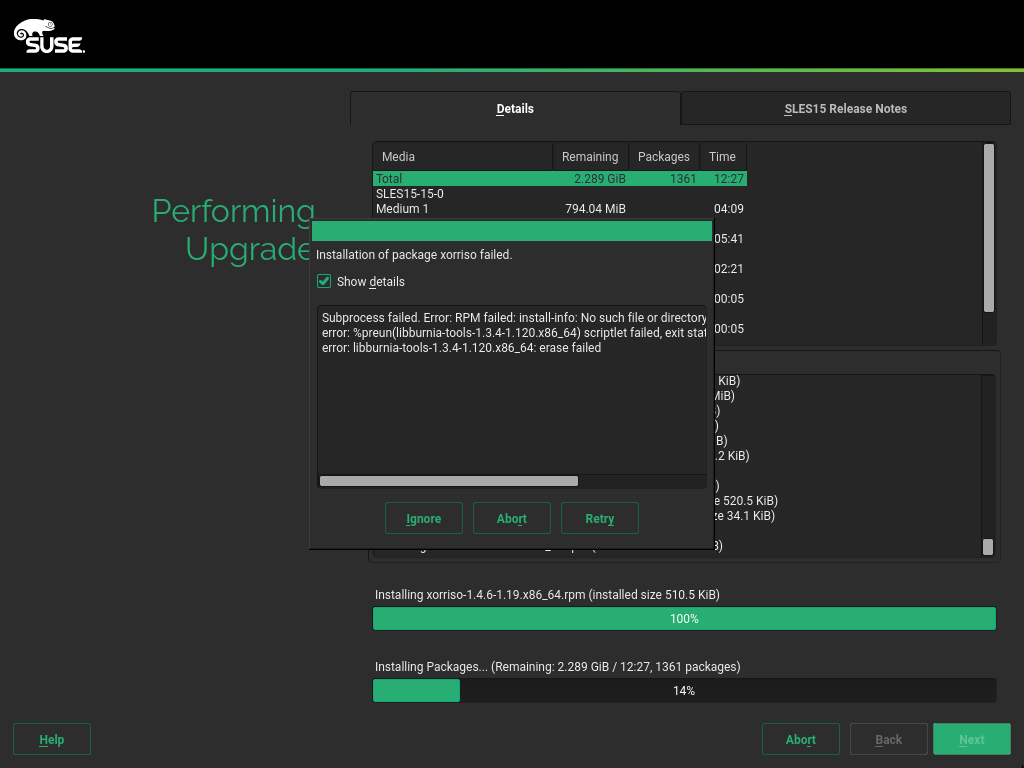 SUSE
Details
SLES15 Release Notes
Performing
Upgrade
Media Remaining Packages Time
Total 2.289 GiB 1361 12:27
SLES15-15-0
Medium 1 794.04 MiB 04:09
05:41
02:21
00:05
00:05
Installation of package xorriso failed.
Show details
Subprocess failed. Error: RPM failed: install-info: No such file or directory
error: %preun(libburnia-tools-1.3.4-1.120.x86_64) scriptlet failed, exit stat
error: libburnia-tools-1.3.4-1.120.x86_64: erase failed
Ignore Abort Retry
KiB)
MiB)
)
)
B)
.2 KiB)
)
e 520.5 KiB)
ze 34.1 KiB)
B)
Installing xorriso-1.4.6-1.19.x86_64.rpm (installed size 510.5 KiB)
100%
Installing Packages... (Remaining: 2.289 GiB / 12:27, 1361 packages)
14%
Help Abort Back Next